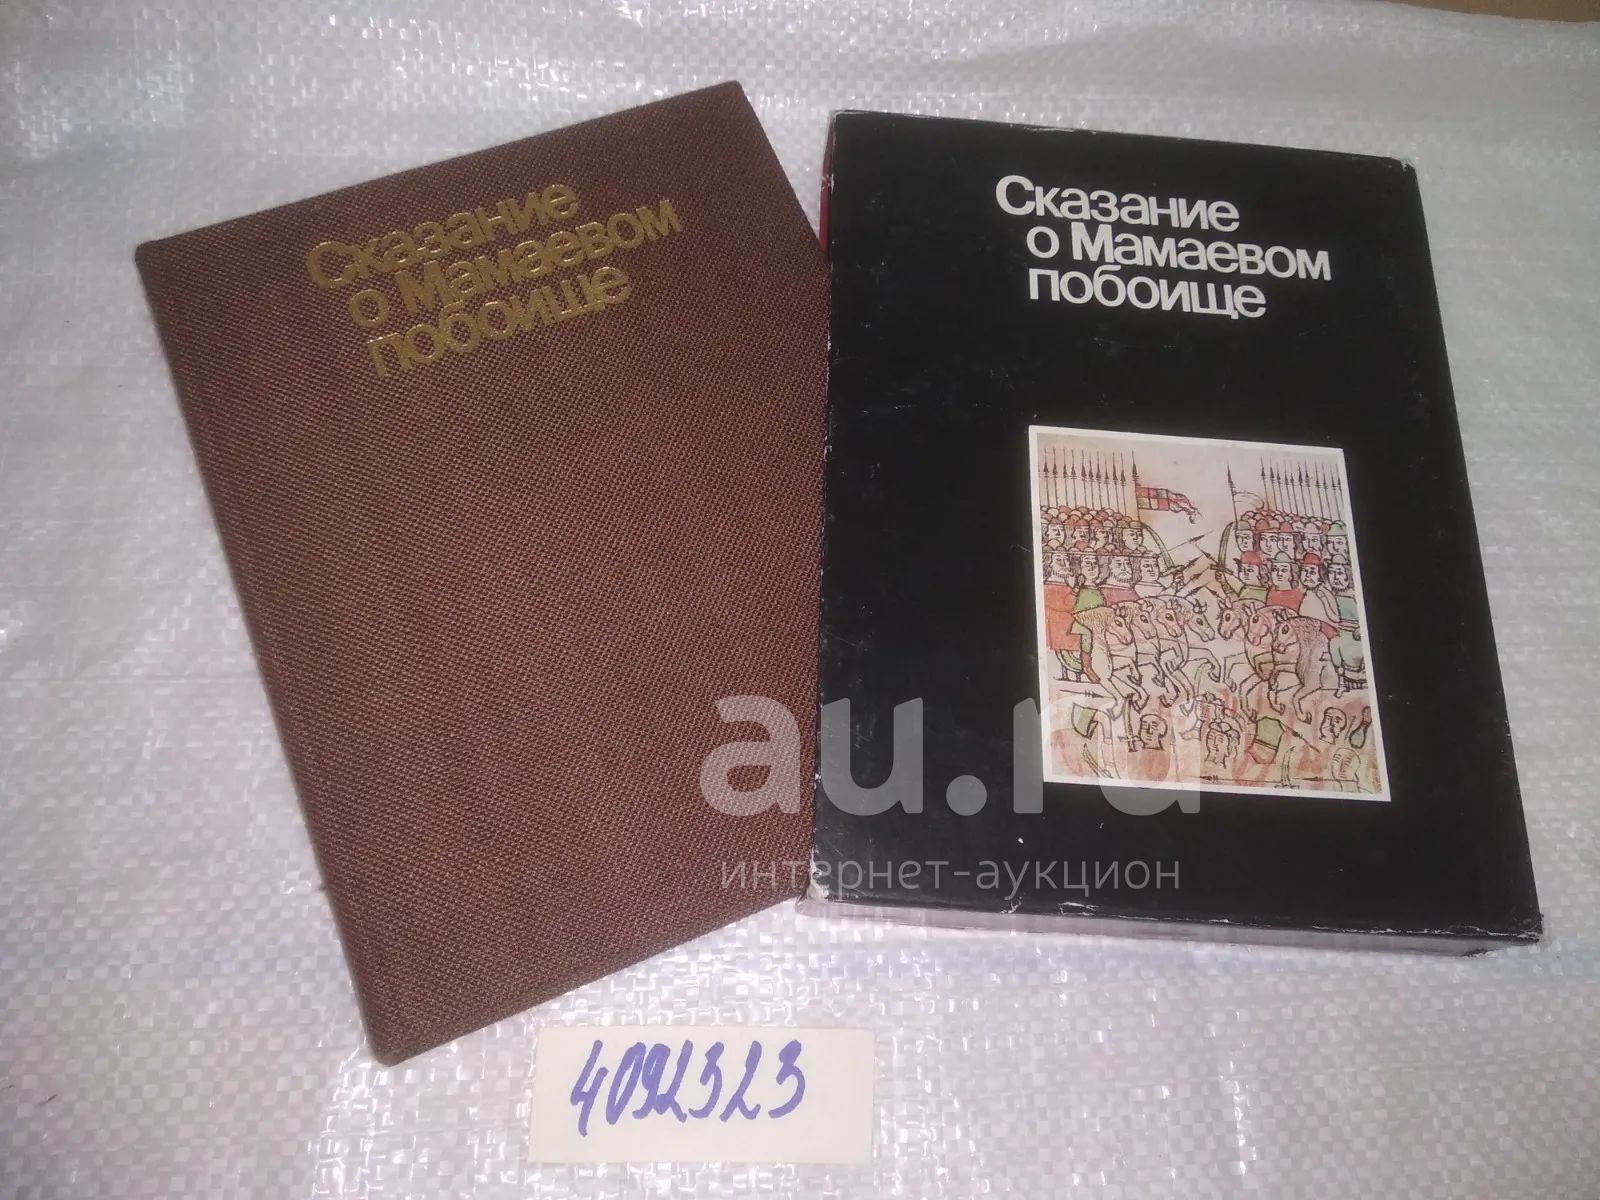 Сказание
о Мамаевом
побоище
Сказание
о Мамаевом
побоище
au.ru
интернет-аукцион
4092323